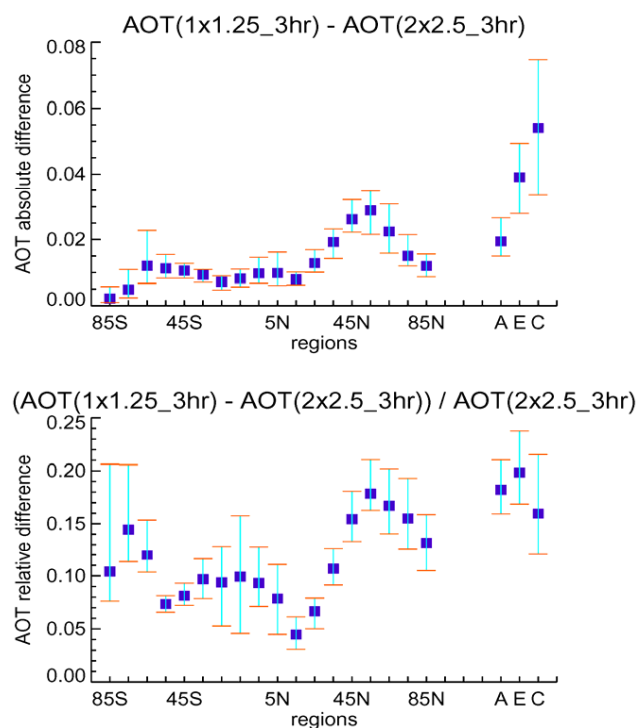 AOT(1x1.25_3hr) - AOT(2x2.5_3hr)
AOT absolute difference
0.08
0.06
0.04
0.02
0.00
85S 45S 5N 45N 85N A E C
regions
(AOT(1x1.25_3hr) - AOT(2x2.5_3hr)) / AOT(2x2.5_3hr)
AOT relative difference
0.25
0.20
0.15
0.10
0.05
0.00
85S 45S 5N 45N 85N A E C
regions